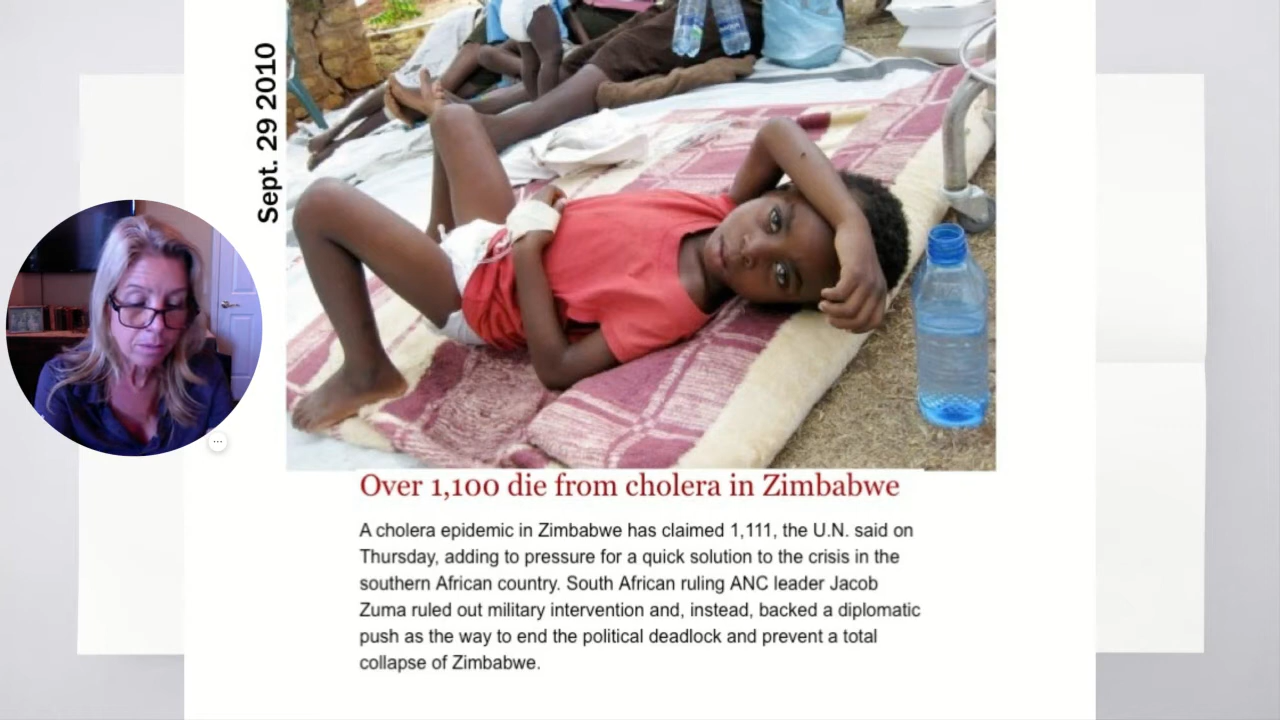 Sept. 29 2010
Over 1,100 die from cholera in Zimbabwe
A cholera epidemic in Zimbabwe has claimed 1,111, the U.N. said on
Thursday, adding to pressure for a quick solution to the crisis in the
southern African country. South African ruling ANC leader Jacob
Zuma ruled out military intervention and, instead, backed a diplomatic
push as the way to end the political deadlock and prevent a total
collapse of Zimbabwe.